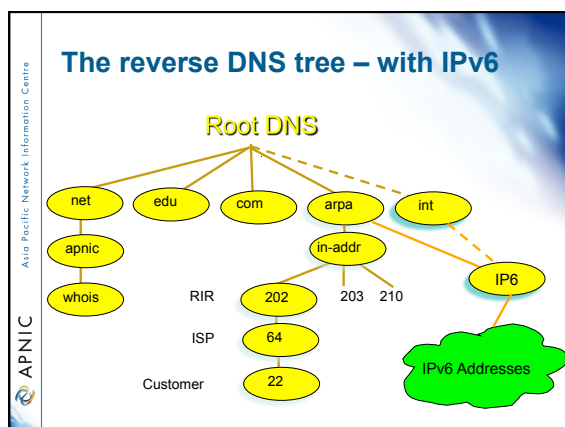 The reverse DNS tree – with IPv6
Root DNS
net
edu
com
arpa
int
apnic
in-addr
whois
RIR
202
203
210
IP6
ISP
64
IPv6 Addresses
Customer
22
Asia Pacific Network Information Centre
APNIC